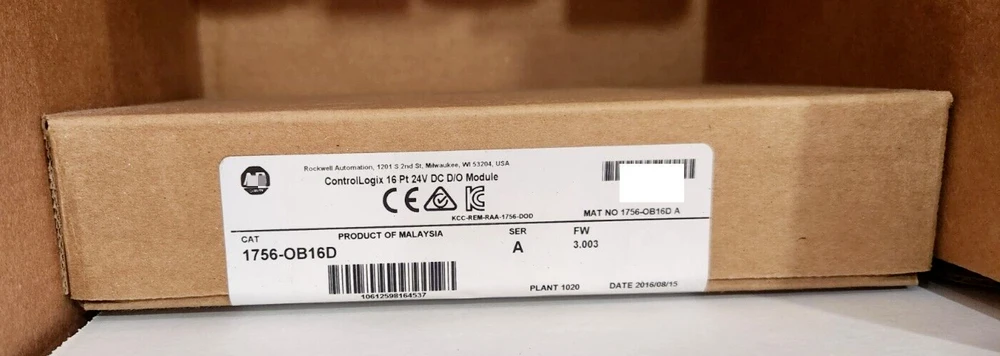 Rockwell Automation, 1201 S 2nd St, Milwaukee, WI 53204, USA
ControlLogix 16 Pt 24V DC D/O Module
CE
KCC-REM-RAA-1756-DOD
MAT NO 1756-OB16D A
CAT
1756-OB16D
PRODUCT OF MALAYSIA
SER
A
FW
3.003
10612598164537
PLANT 1020
DATE 2016/08/15